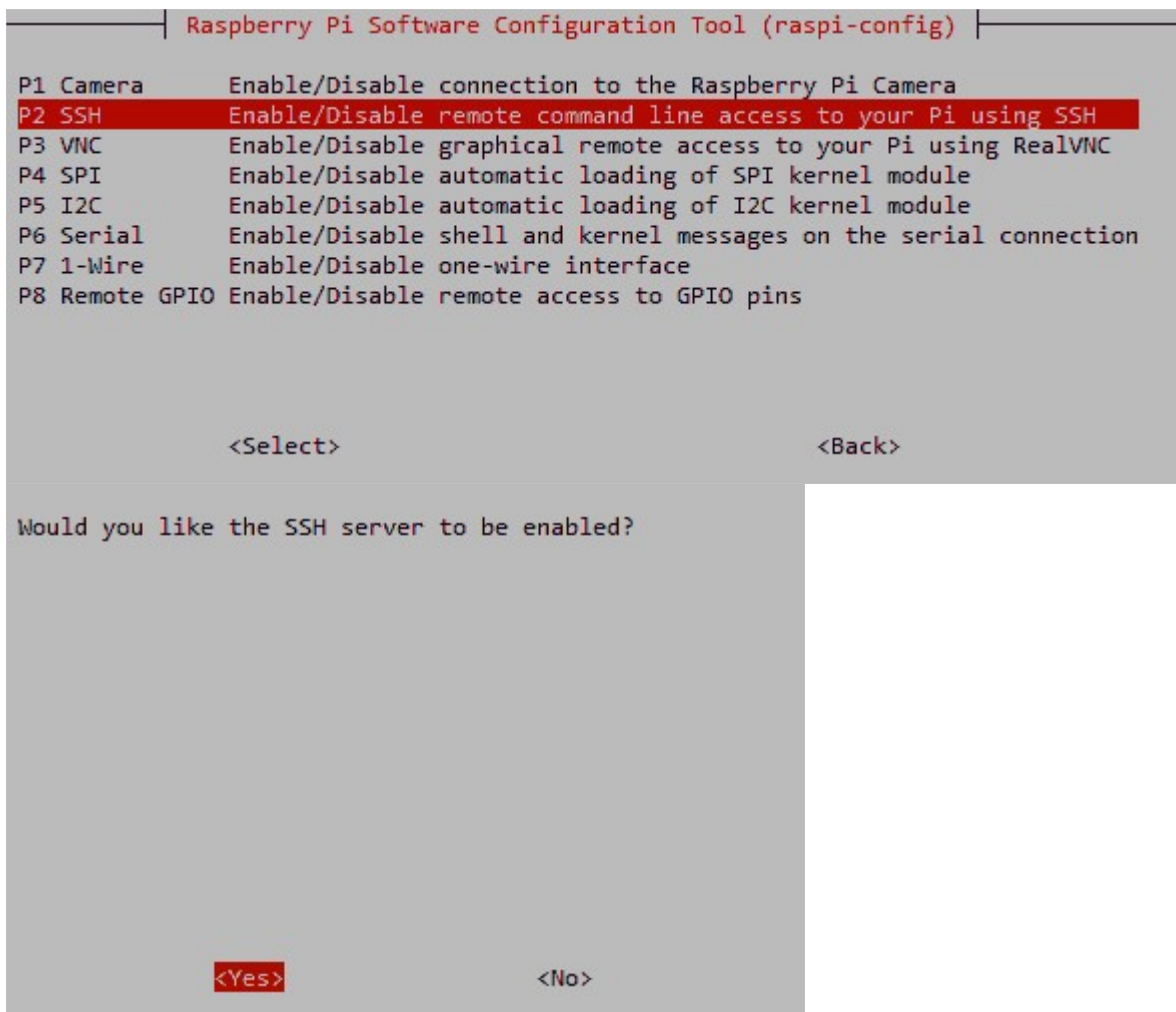 Raspberry Pi Software Configuration Tool (raspi-config)
P1 Camera Enable/Disable connection to the Raspberry Pi Camera
P2 SSH Enable/Disable remote command line access to your Pi using SSH
P3 VNC Enable/Disable graphical remote access to your Pi using RealVNC
P4 SPI Enable/Disable automatic loading of SPI kernel module
P5 I2C Enable/Disable automatic loading of I2C kernel module
P6 Serial Enable/Disable shell and kernel messages on the serial connection
P7 1-Wire Enable/Disable one-wire interface
P8 Remote GPIO Enable/Disable remote access to GPIO pins
<Select> <Back>
Would you like the SSH server to be enabled?
<Yes> <No>